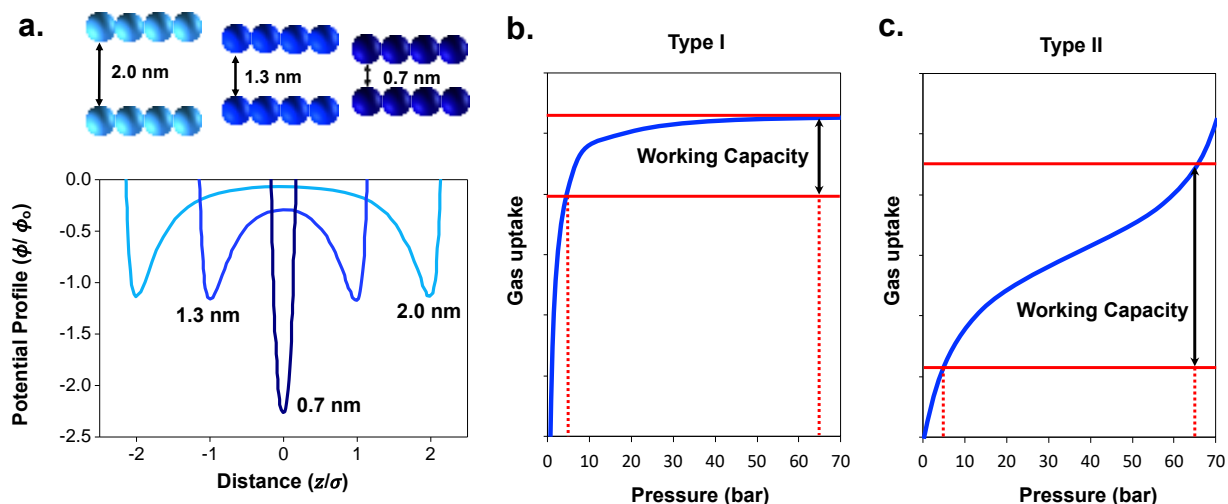 a.
2.0 nm
1.3 nm
0.7 nm
Potential Profile (ϕ/ ϕo)
0.0
-0.5
-1.0
-1.5
-2.0
-2.5
1.3 nm
2.0 nm
0.7 nm
-2 -1 0 1 2
Distance (z/σ)
b.
Type I
Gas uptake
Working Capacity
0 10 20 30 40 50 60 70
Pressure (bar)
c.
Type II
Gas uptake
Working Capacity
0 10 20 30 40 50 60 70
Pressure (bar)